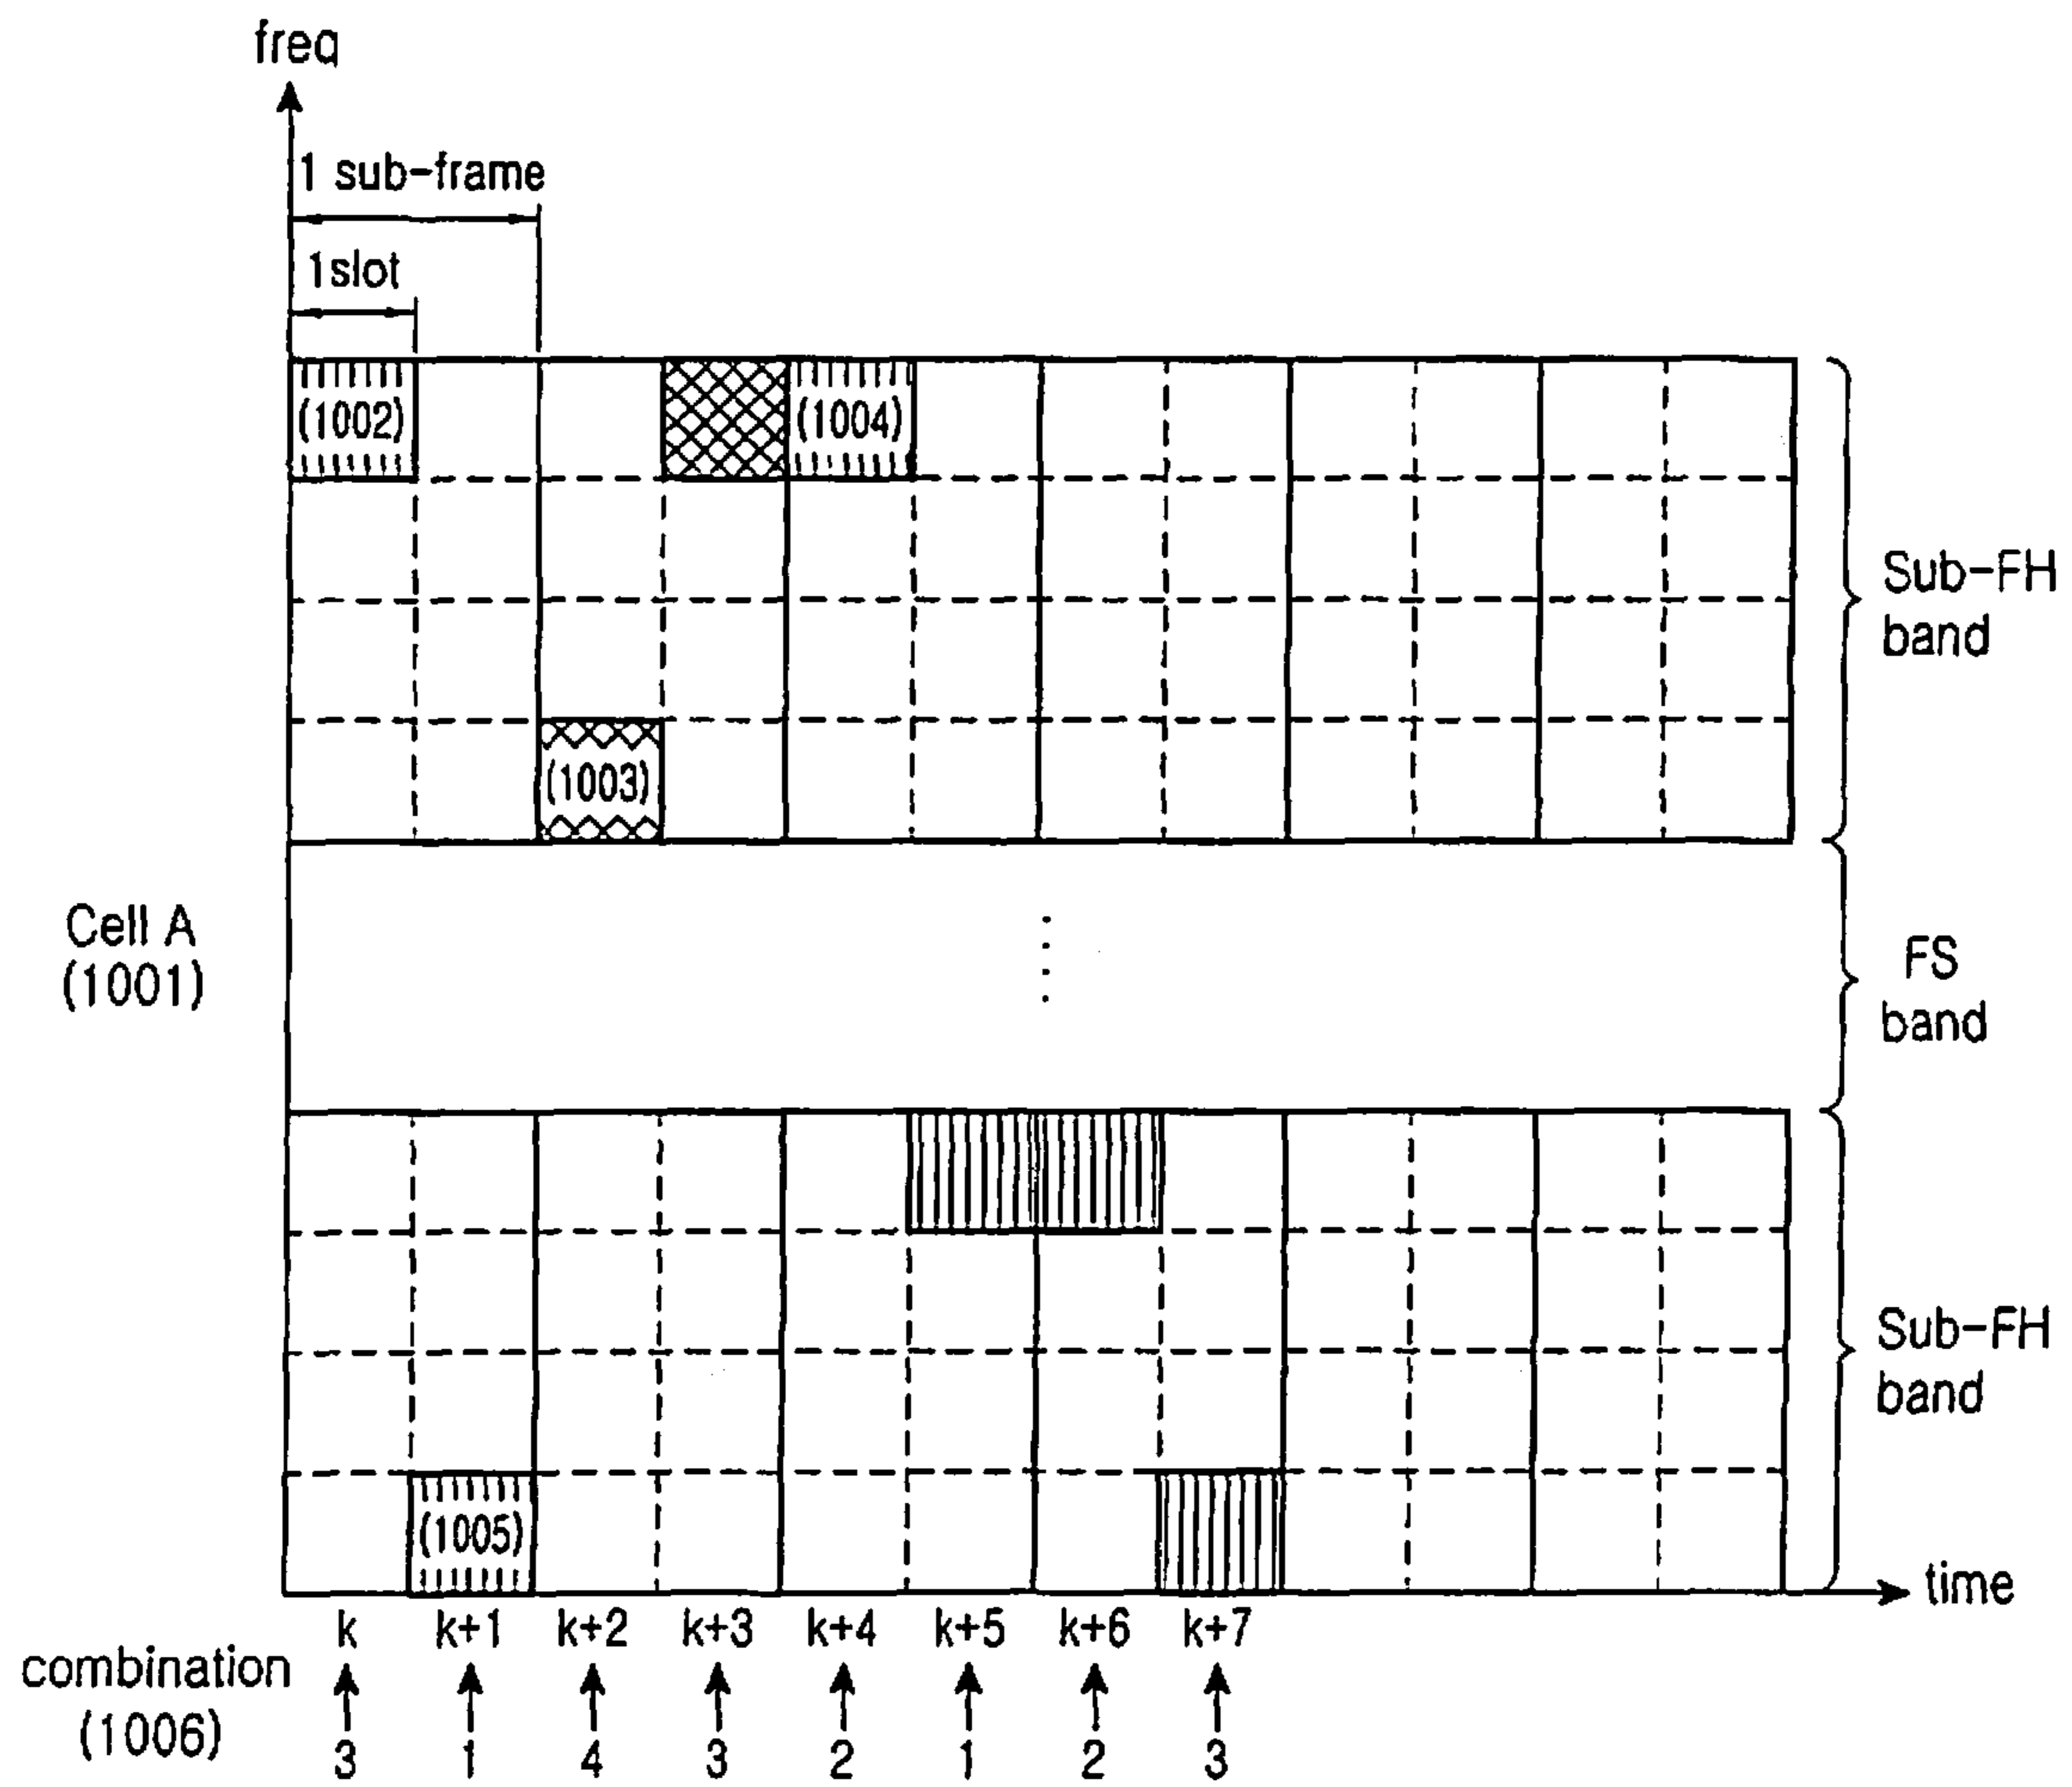 freq
1 sub-frame
1slot
(1002)
(1004)
Sub-FH
band
(1003)
Cell A
(1001)
FS
band
Sub-FH
band
(1005)
time
k k+1 k+2 k+3 k+4 k+5 k+6 k+7
combination
(1006)
3 1 4 3 2 1 2 3